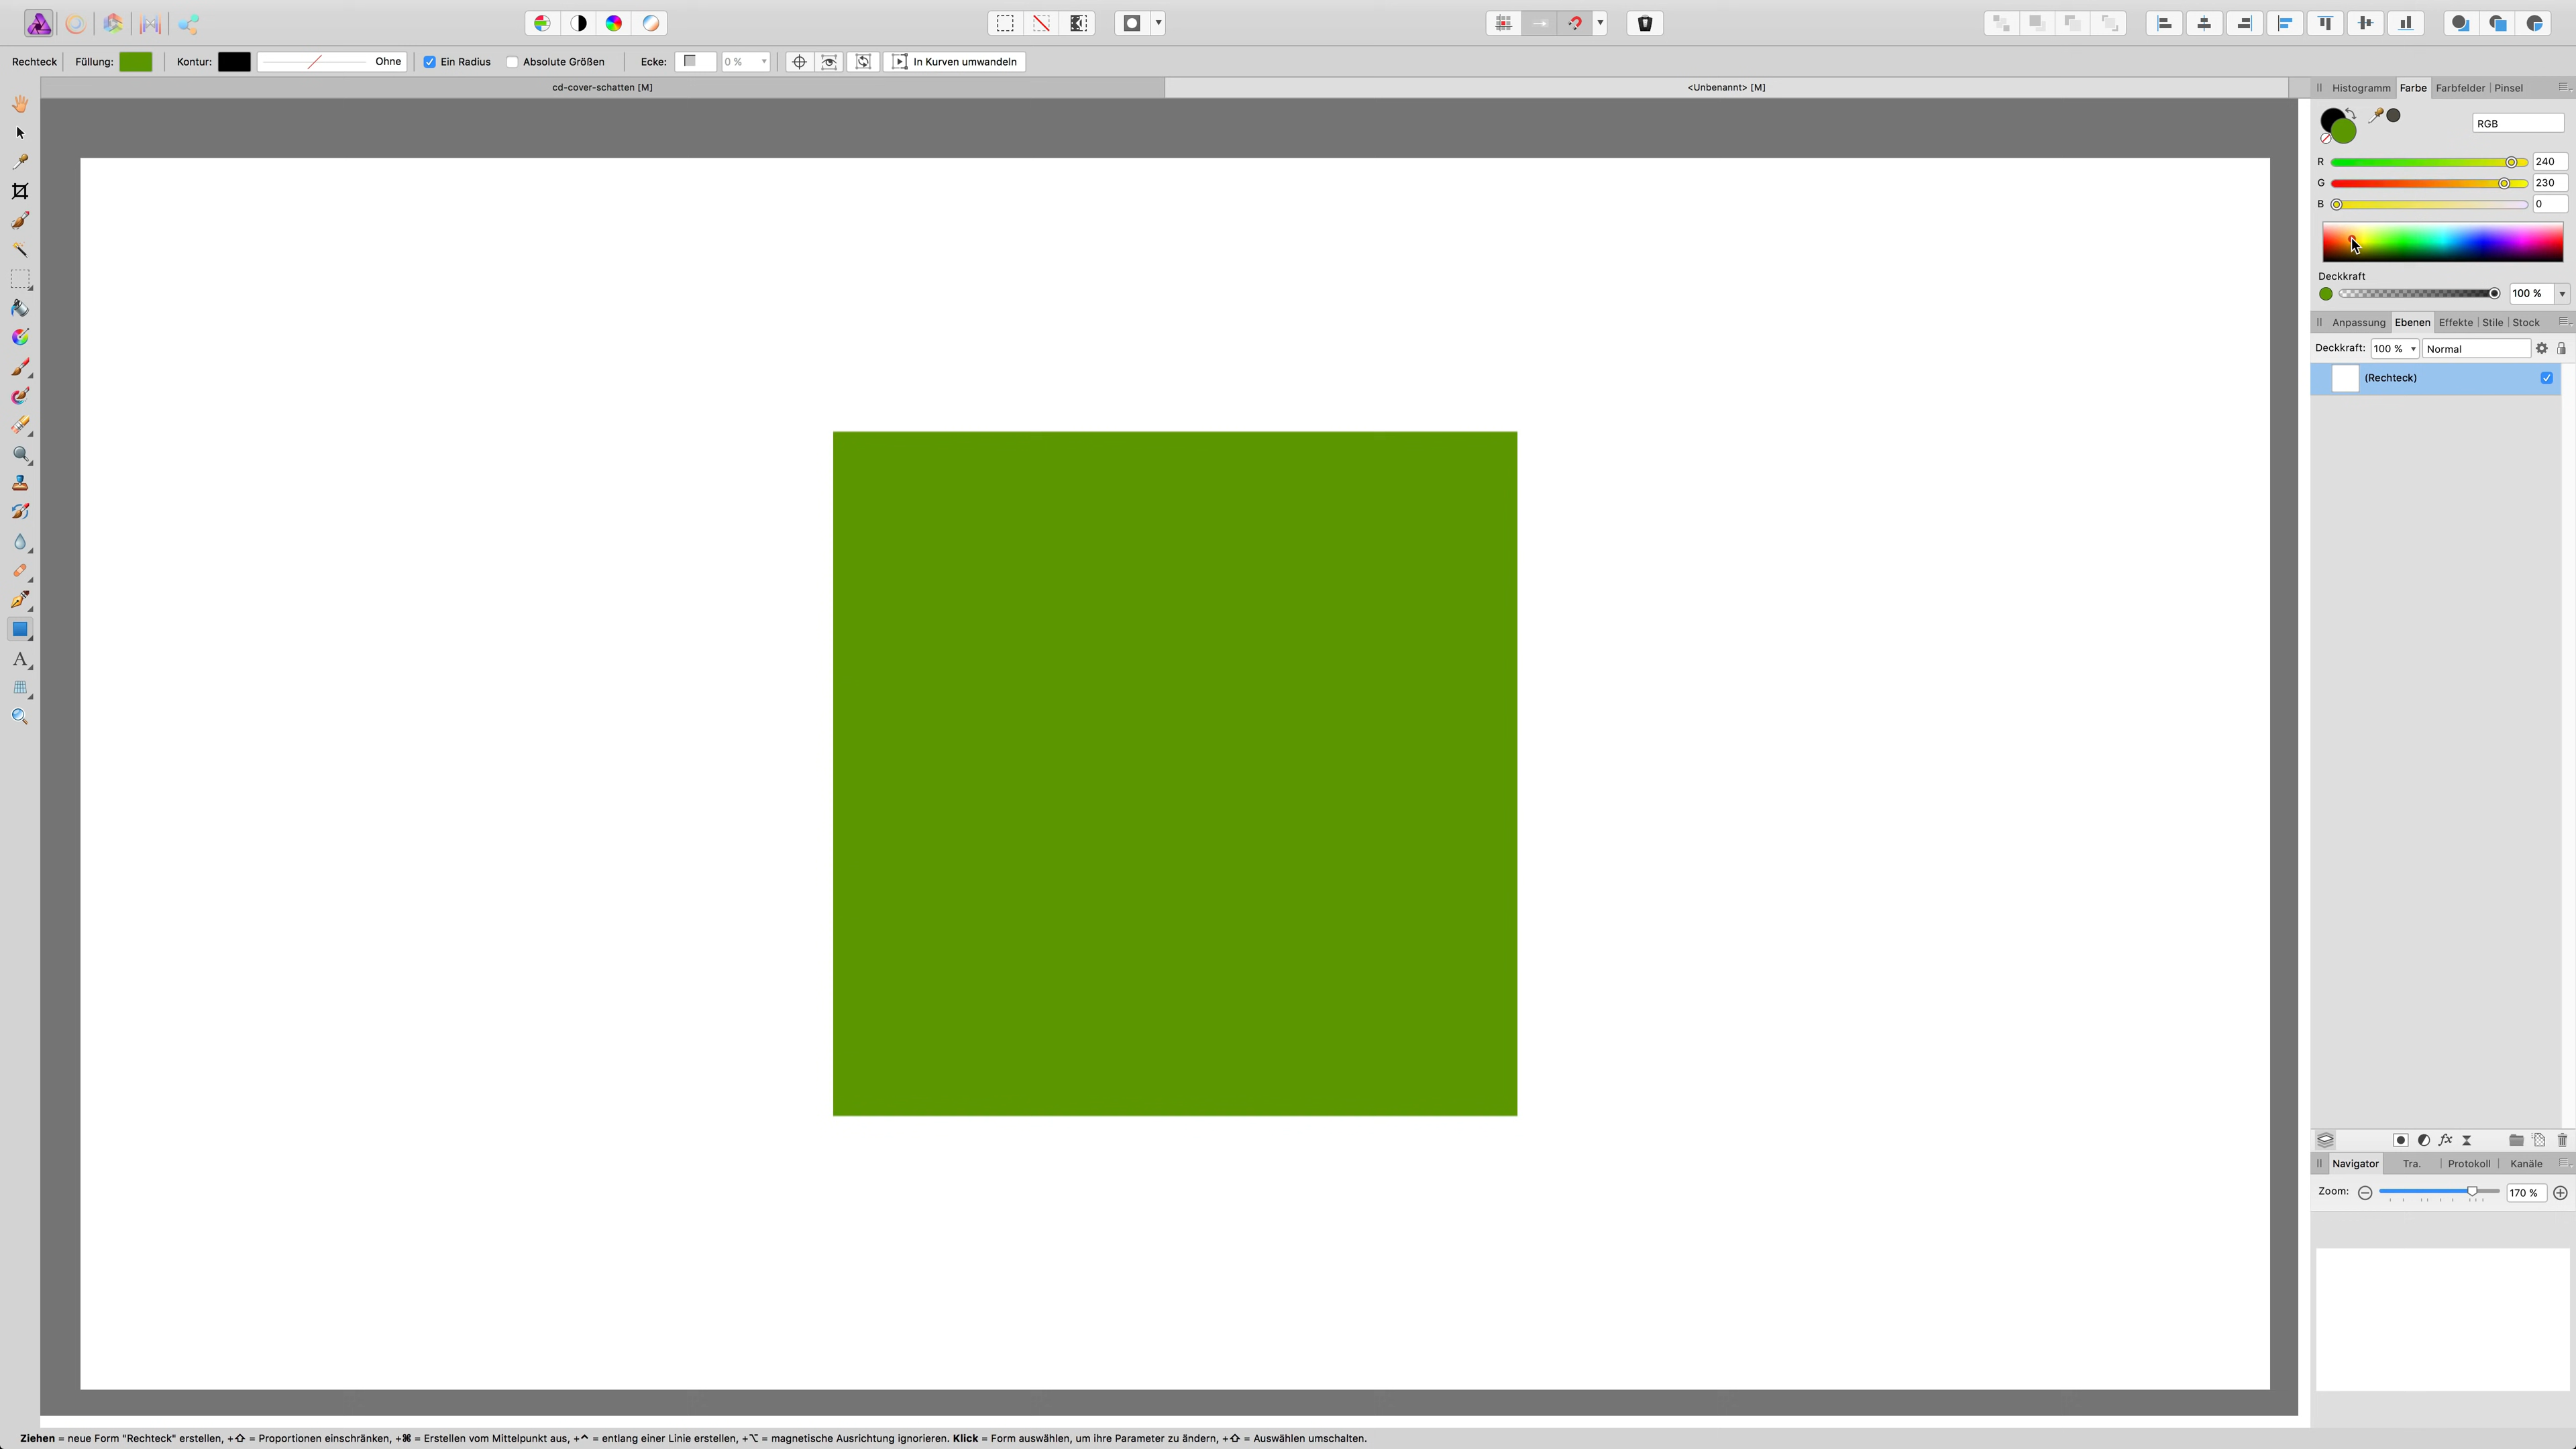 Rechteck Füllung: Kontur: Ohne Ein Radius Absolute Größen Ecke: 0 % In Kurven umwandeln
cd-cover-schatten [M] <Unbenannt> [M]
Histogramm Farbe Farbfelder Pinsel
RGB
R 240
G 230
B 0
Deckkraft
100 %
Anpassung Ebenen Effekte Stile Stock
Deckkraft: 100 % Normal
(Rechteck)
fx
Navigator Tra. Protokoll Kanäle
Zoom: 170 %
A
Ziehen = neue Form "Rechteck" erstellen, +⇧ = Proportionen einschränken, +⌘ = Erstellen vom Mittelpunkt aus, +⌃ = entlang einer Linie erstellen, +⌥ = magnetische Ausrichtung ignorieren. Klick = Form auswählen, um ihre Parameter zu ändern, +⇧ = Auswählen umschalten.